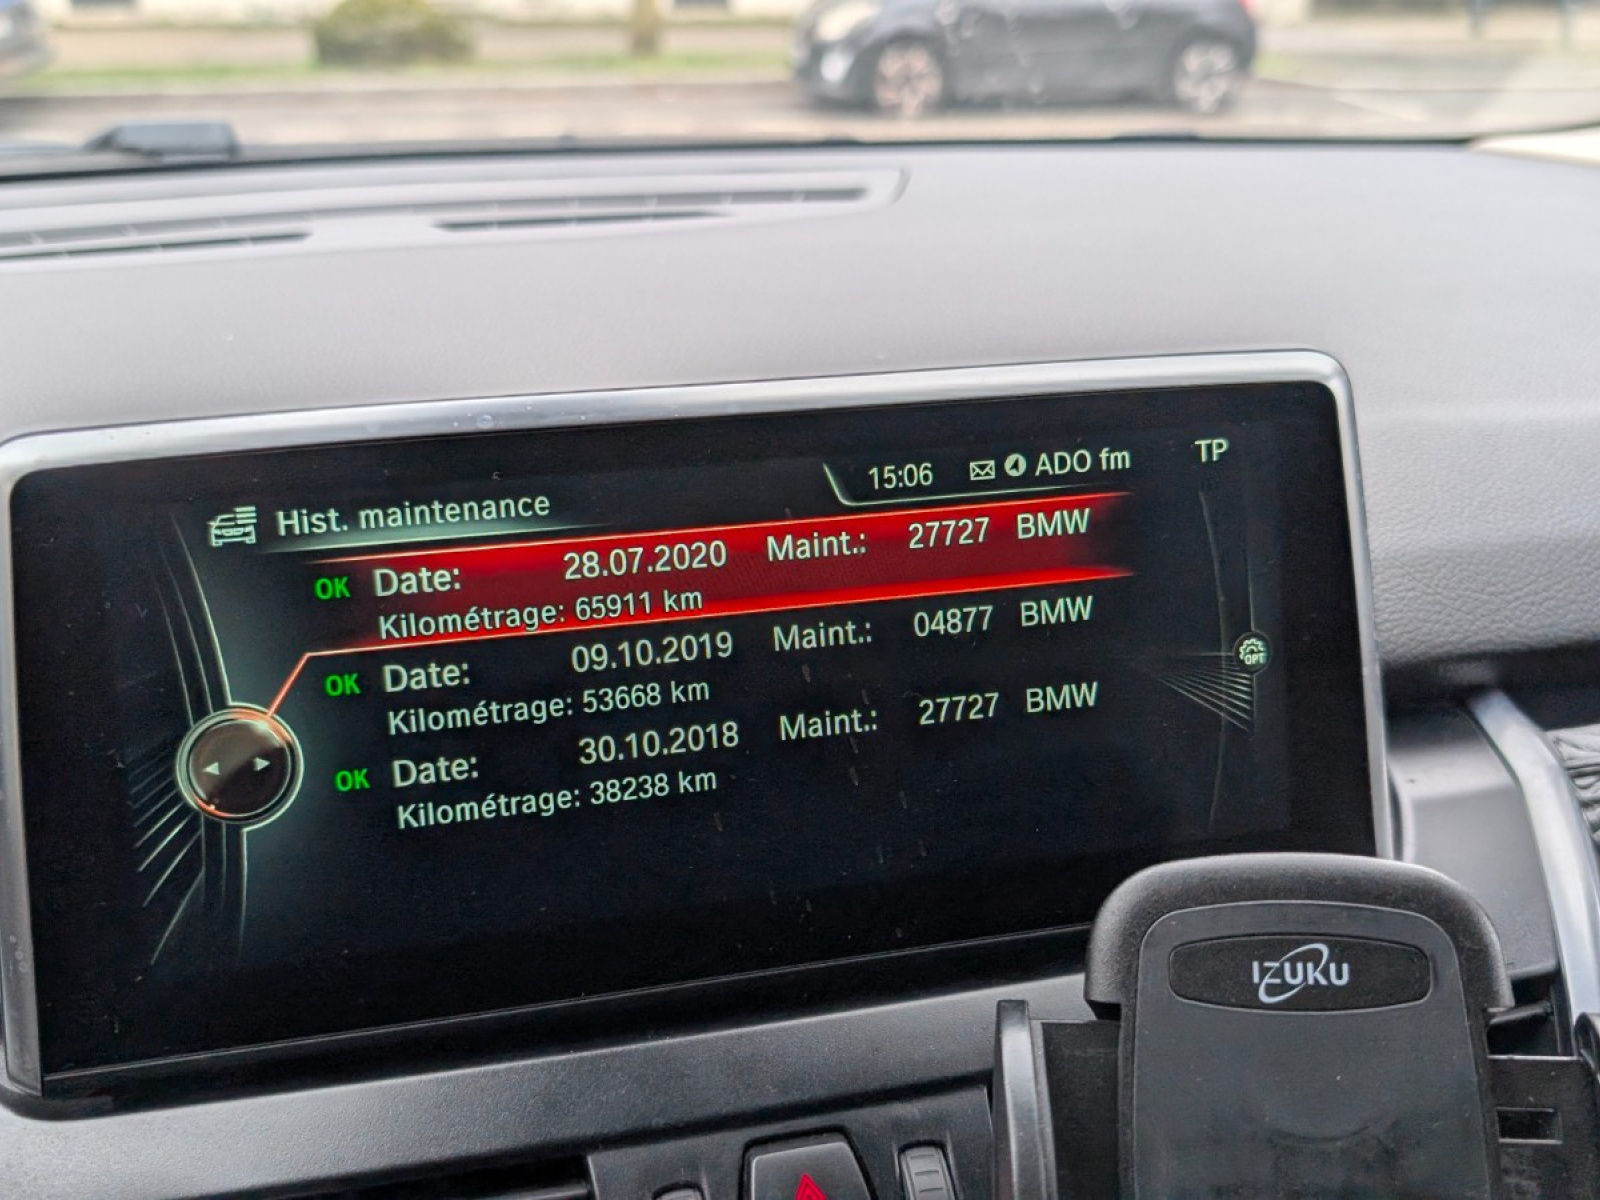 15:06 ADO fm TP
Hist. maintenance
OK Date: 28.07.2020 Maint.: 27727 BMW
Kilométrage: 65911 km
OK Date: 09.10.2019 Maint.: 04877 BMW
Kilométrage: 53668 km
OPT
OK Date: 30.10.2018 Maint.: 27727 BMW
Kilométrage: 38238 km
IZUKU